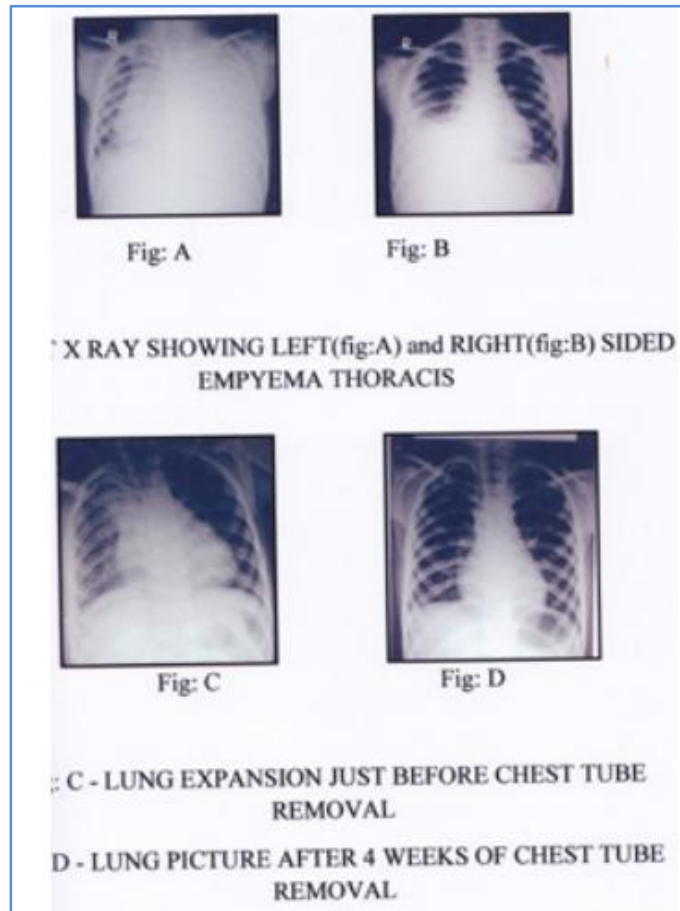 R
R
Fig: A
Fig: B
X RAY SHOWING LEFT(fig:A) and RIGHT(fig:B) SIDED
EMPYEMA THORACIS
Fig: C
Fig: D
: C - LUNG EXPANSION JUST BEFORE CHEST TUBE
REMOVAL
D - LUNG PICTURE AFTER 4 WEEKS OF CHEST TUBE
REMOVAL